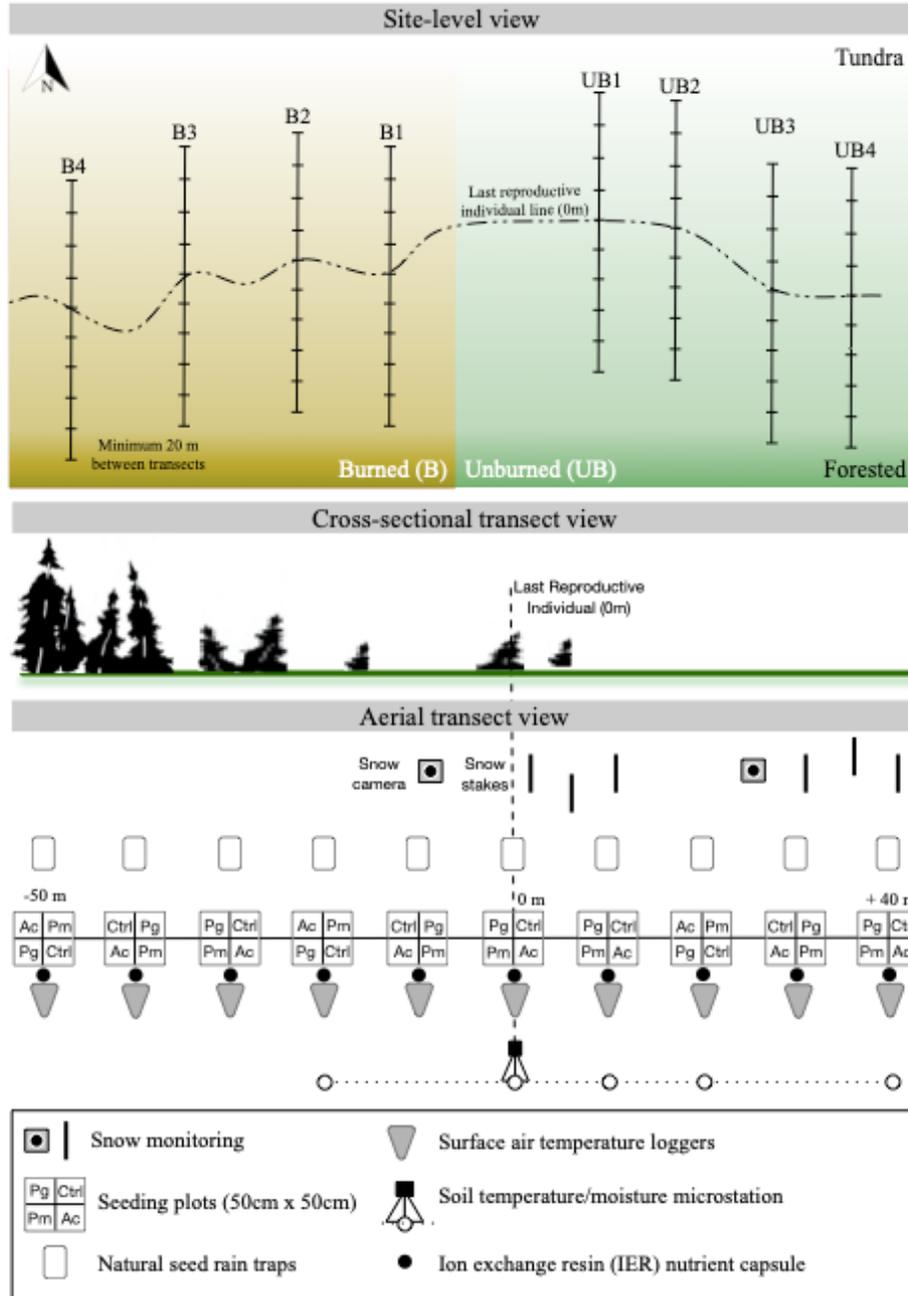 Site-level view
Tundra
N
UB1
UB2
B2
B3
B1
UB3
UB4
B4
Last reproductive
individual line (0m)
Minimum 20 m
between transects
Burned (B)
Unburned (UB)
Forested
Cross-sectional transect view
Last Reproductive
Individual (0m)
Aerial transect view
Snow
camera
Snow
stakes
-50 m
0 m
+ 40 m
Ac Pm Ctrl Pg Pg Ctrl Ac Pm Ctrl Pg Pg Ctrl Pg Ctrl Ac Pm Ctrl Pg Pg
Pg Ctrl Ac Pm Pm Ac Pg Ctrl Ac Pm Pm Ac Pm Ac Pg Ctrl Ac Pm Pm Ac
Snow monitoring
Surface air temperature loggers
Pg Ctrl
Pm Ac
Seeding plots (50cm x 50cm)
Soil temperature/moisture microstation
Natural seed rain traps
Ion exchange resin (IER) nutrient capsule